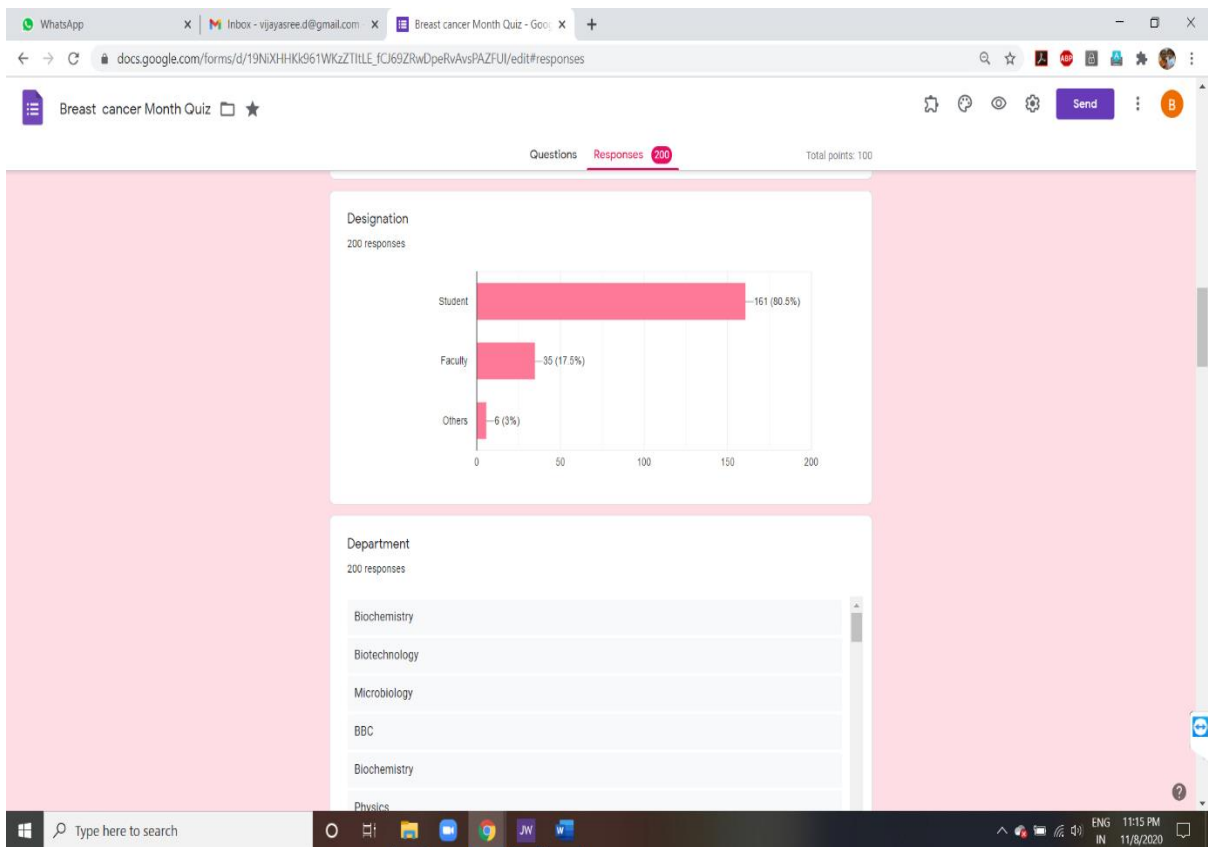 WhatsApp
Inbox - vijayasree.d@gmail.com
Breast cancer Month Quiz - Goo
docs.google.com/forms/d/19NiXHHKk961WKzZTItLE_fCJ69ZRwDpeRvAvsPAZFUI/edit#responses
ABP
Breast cancer Month Quiz
Send
B
Questions Responses 200
Total points: 100
Designation
200 responses
Student
161 (80.5%)
Faculty
35 (17.5%)
Others
6 (3%)
0 50 100 150 200
Department
200 responses
Biochemistry
Biotechnology
Microbiology
BBC
Biochemistry
Physics
Type here to search
JW
ENG 11:15 PM
IN 11/8/2020